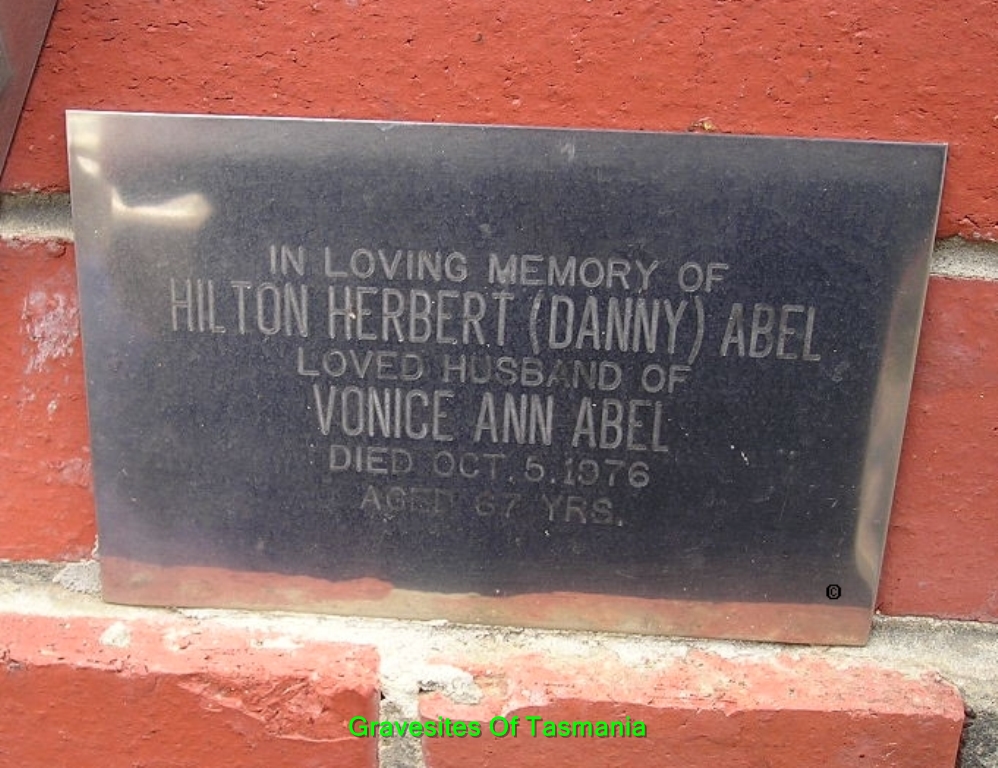 IN LOVING MEMORY OF
HILTON HERBERT (DANNY) ABEL
LOVED HUSBAND OF
VONICE ANN ABEL
DIED OCT. 5. 1976
AGED 67 YRS.
©
Gravesites Of Tasmania